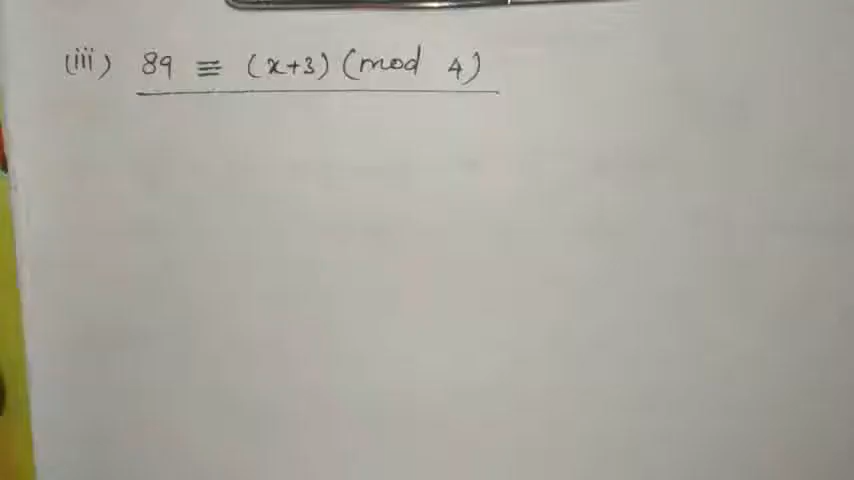 (iii) 89 ≡ (x+3) (mod 4)